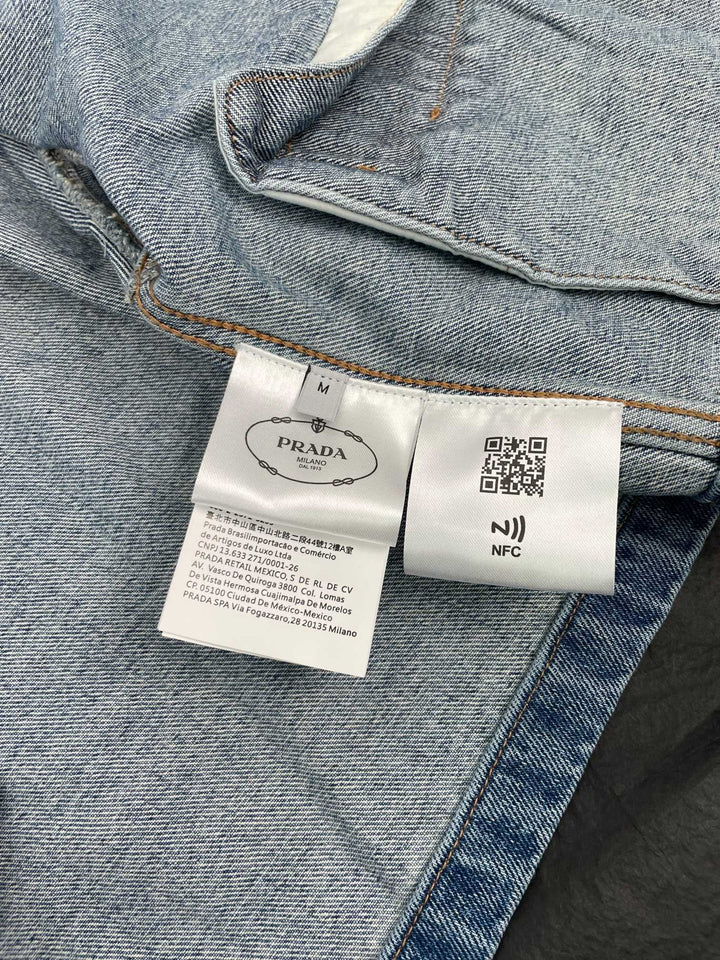 M
PRADA
MILANO
DAL 1913
NFC
臺北市中山區中山北路二段44號12樓A室
Prada Brasilimportacão e Comércio
de Artigos de Luxo Ltda
CNPJ 13.633 271/0001-26
PRADA RETAIL MEXICO, S DE RL DE CV
AV. Vasco De Quiroga 3800 Col. Lomas
De Vista Hermosa Cuajimalpa De Morelos
CP. 05100 Ciudad De México-Mexico
PRADA SPA Via Fogazzaro,28 20135 Milano